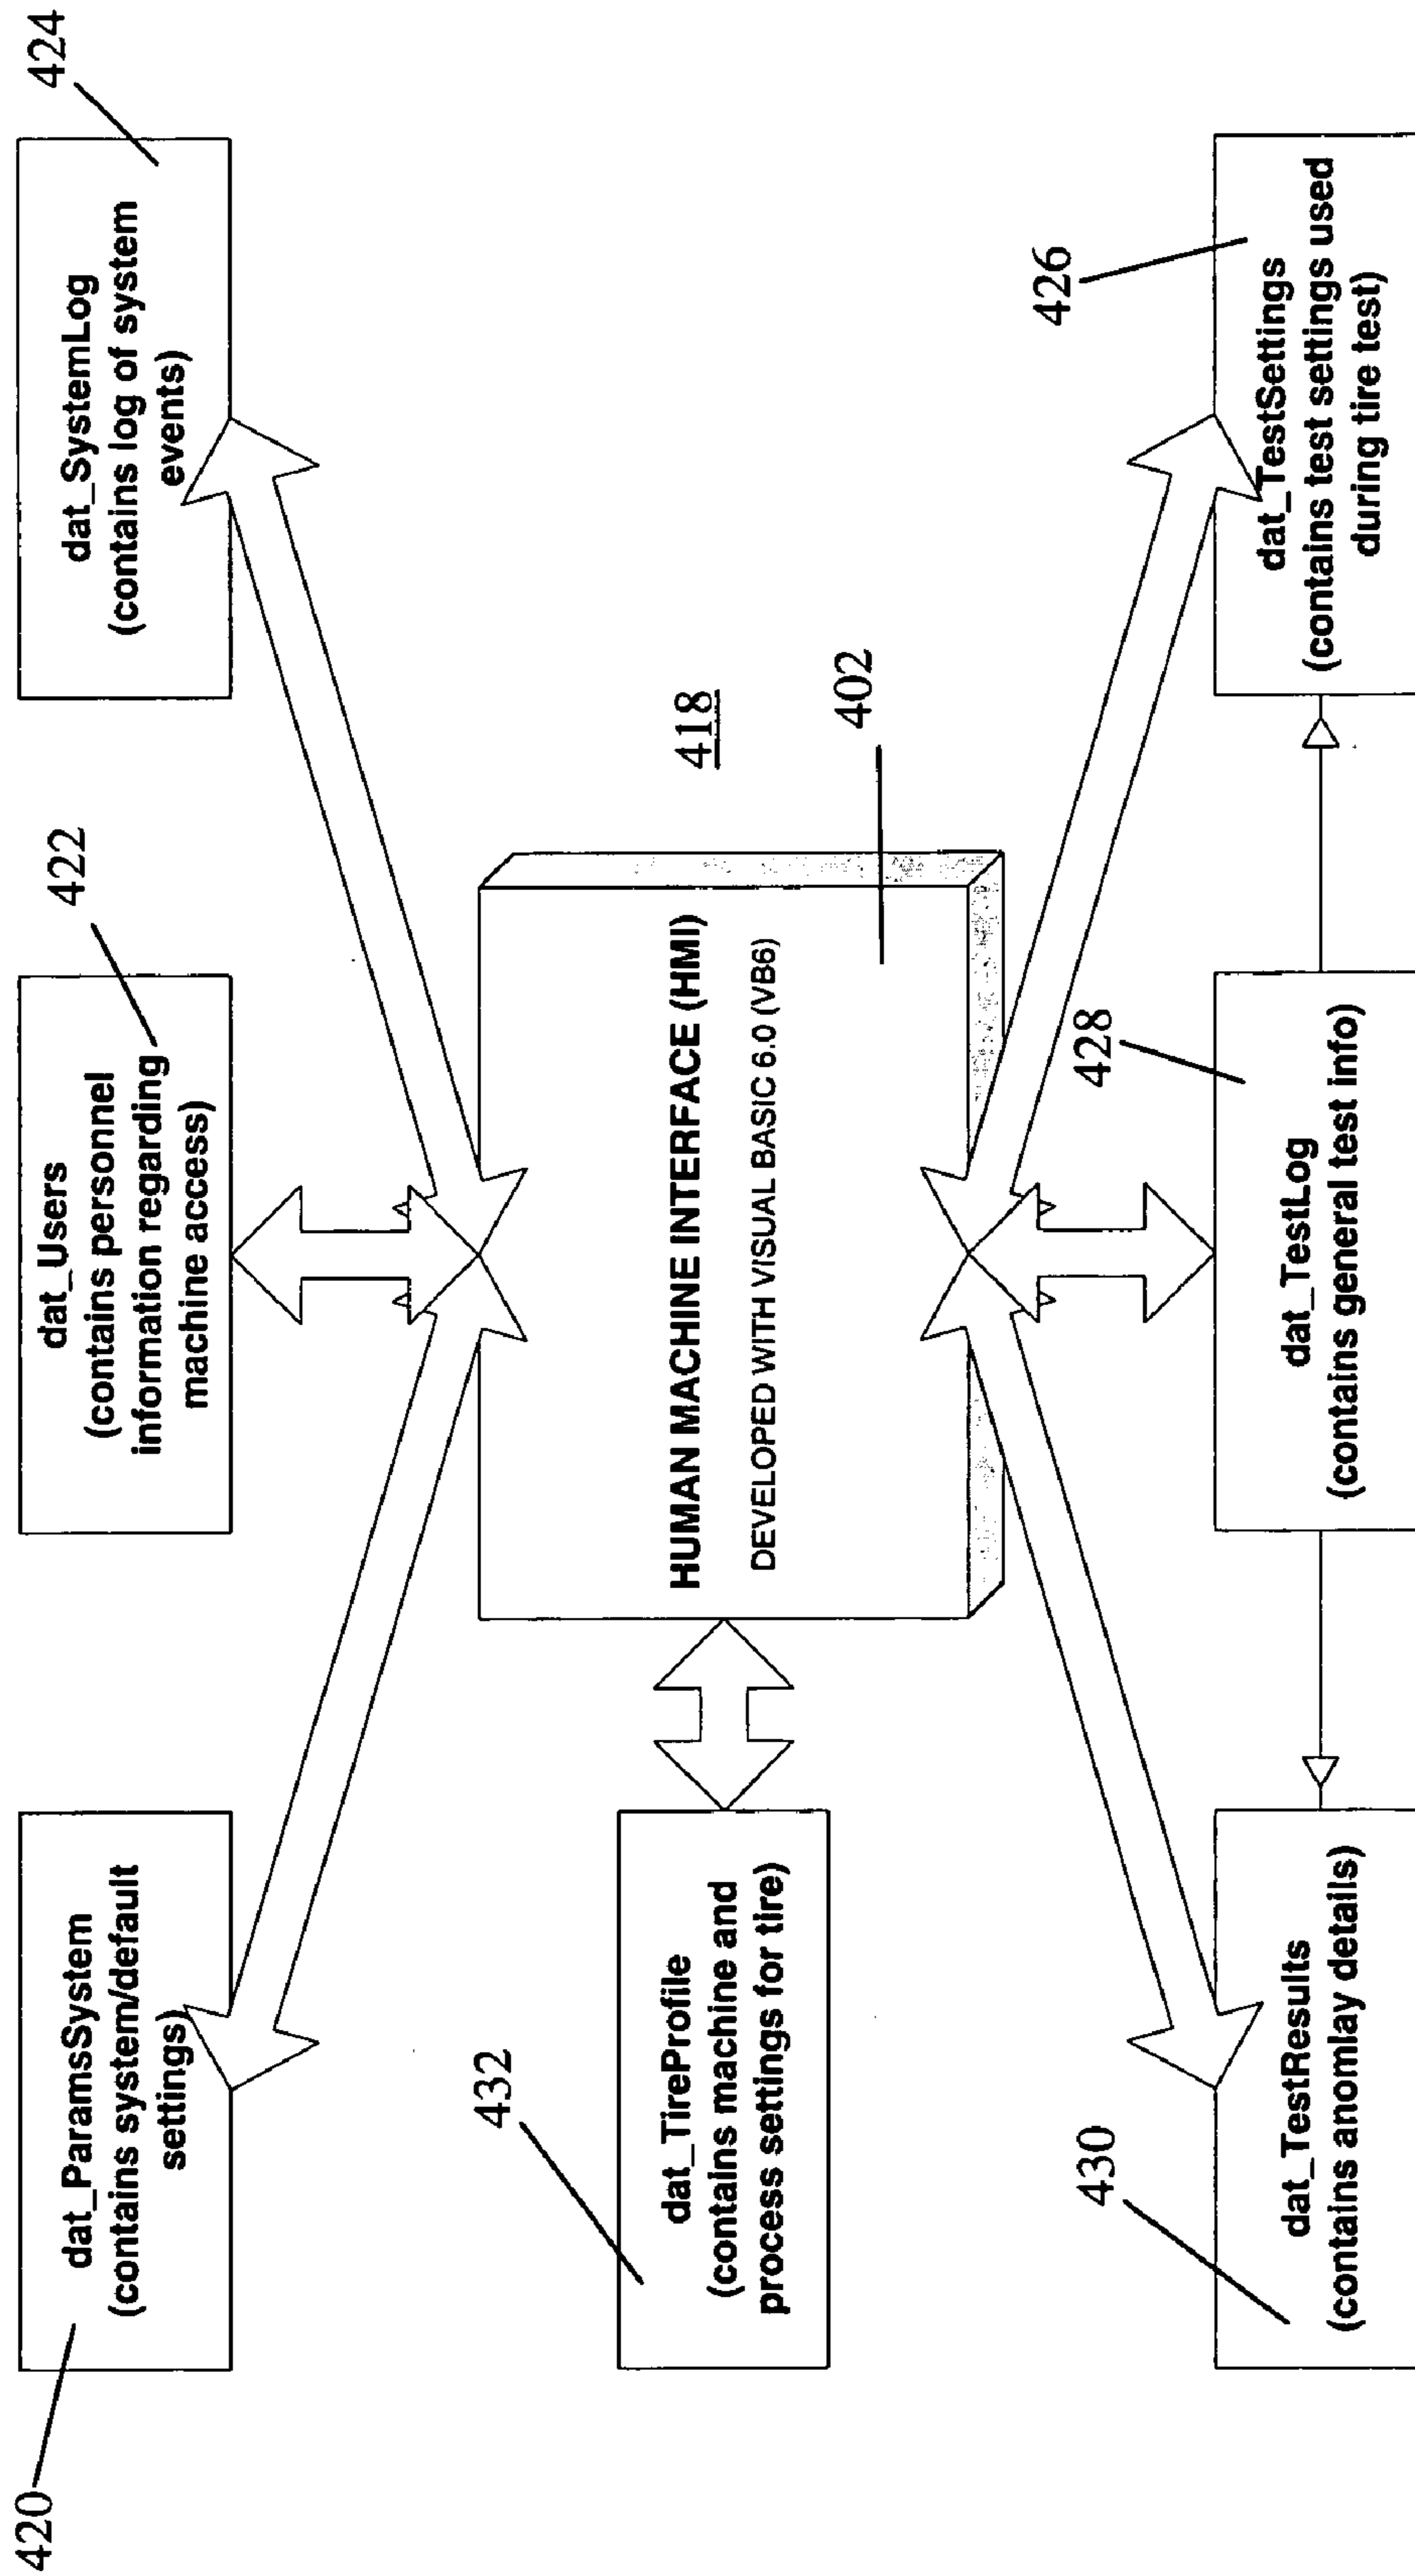 420
dat_ParamsSystem
(contains system/default
settings)
422
dat_Users
(contains personnel
information regarding
machine access)
424
dat_SystemLog
(contains log of system
events)
432
dat_TireProfile
(contains machine and
process settings for tire)
HUMAN MACHINE INTERFACE (HMI)
DEVELOPED WITH VISUAL BASIC 6.0 (VB6)
418
402
430
dat_TestResults
(contains anomlay details)
428
dat_TestLog
(contains general test info)
426
dat_TestSettings
(contains test settings used
during tire test)